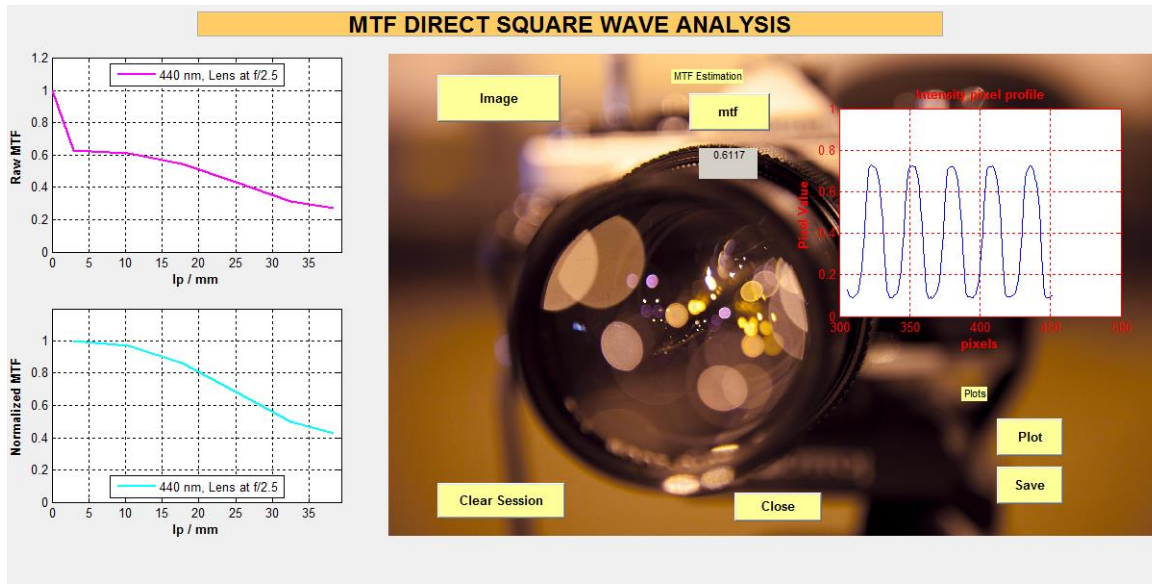 MTF DIRECT SQUARE WAVE ANALYSIS
1.2
1
0.8
0.6
0.4
0.2
0
Raw MTF
440 nm, Lens at f/2.5
0 5 10 15 20 25 30 35
lp / mm
1
0.8
0.6
0.4
0.2
0
Normalized MTF
440 nm, Lens at f/2.5
0 5 10 15 20 25 30 35
lp / mm
Image
MTF Estimation
mtf
0.6117
Intensity pixel profile
1
0.8
0.6
0.4
0.2
0
Pixel Value
300 350 400 450 500
pixels
Plots
Plot
Save
Clear Session
Close